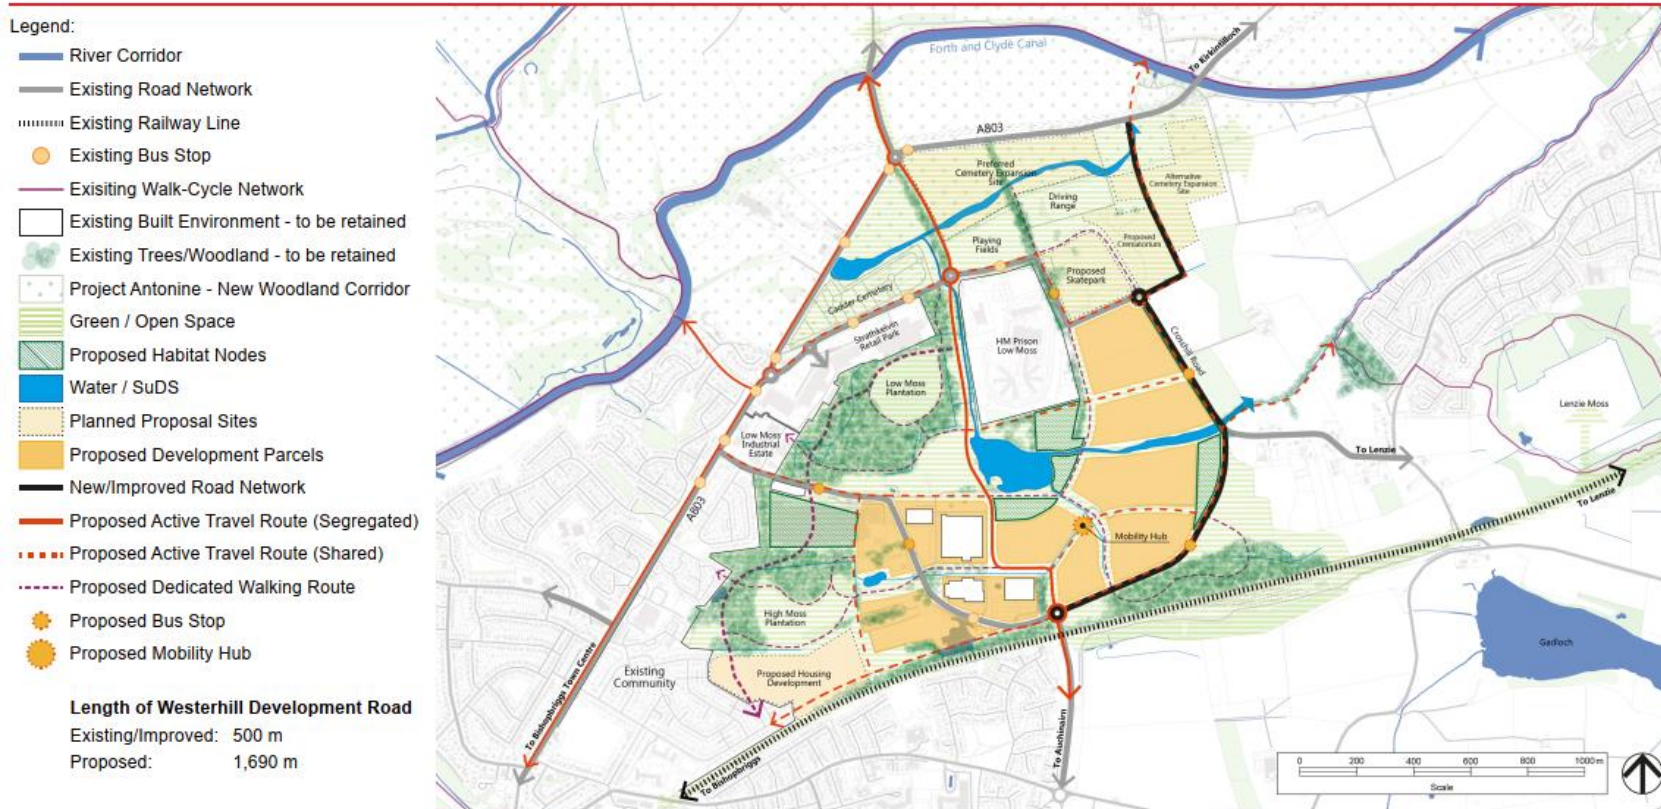 Legend:
River Corridor
Existing Road Network
Existing Railway Line
Existing Bus Stop
Exisiting Walk-Cycle Network
Existing Built Environment - to be retained
Existing Trees/Woodland - to be retained
Project Antonine - New Woodland Corridor
Green / Open Space
Proposed Habitat Nodes
Water / SuDS
Planned Proposal Sites
Proposed Development Parcels
New/Improved Road Network
Proposed Active Travel Route (Segregated)
Proposed Active Travel Route (Shared)
Proposed Dedicated Walking Route
Proposed Bus Stop
Proposed Mobility Hub
Length of Westerhill Development Road
Existing/Improved: 500 m
Proposed: 1,690 m
Forth and Clyde Canal
To Kirkintilloch
A803
Preferred
Cemetery Expansion
Site
Alternative
Cemetery Expansion
Site
Driving
Range
Playing
Fields
Proposed
Crematorium
Proposed
Skatepark
Cadder Cemetery
Strathkelvin
Retail Park
HM Prison
Low Moss
Crosshill Road
Low Moss
Plantation
Lenzie Moss
Low Moss
Industrial
Estate
To Lenzie
To Lenzie
A803
Mobility Hub
High Moss
Plantation
Gadloch
Existing
Community
Proposed Housing
Development
To Bishopbriggs Town Centre
To Auchinairn
To Bishopbriggs
0 200 400 600 800 1000m
Scale